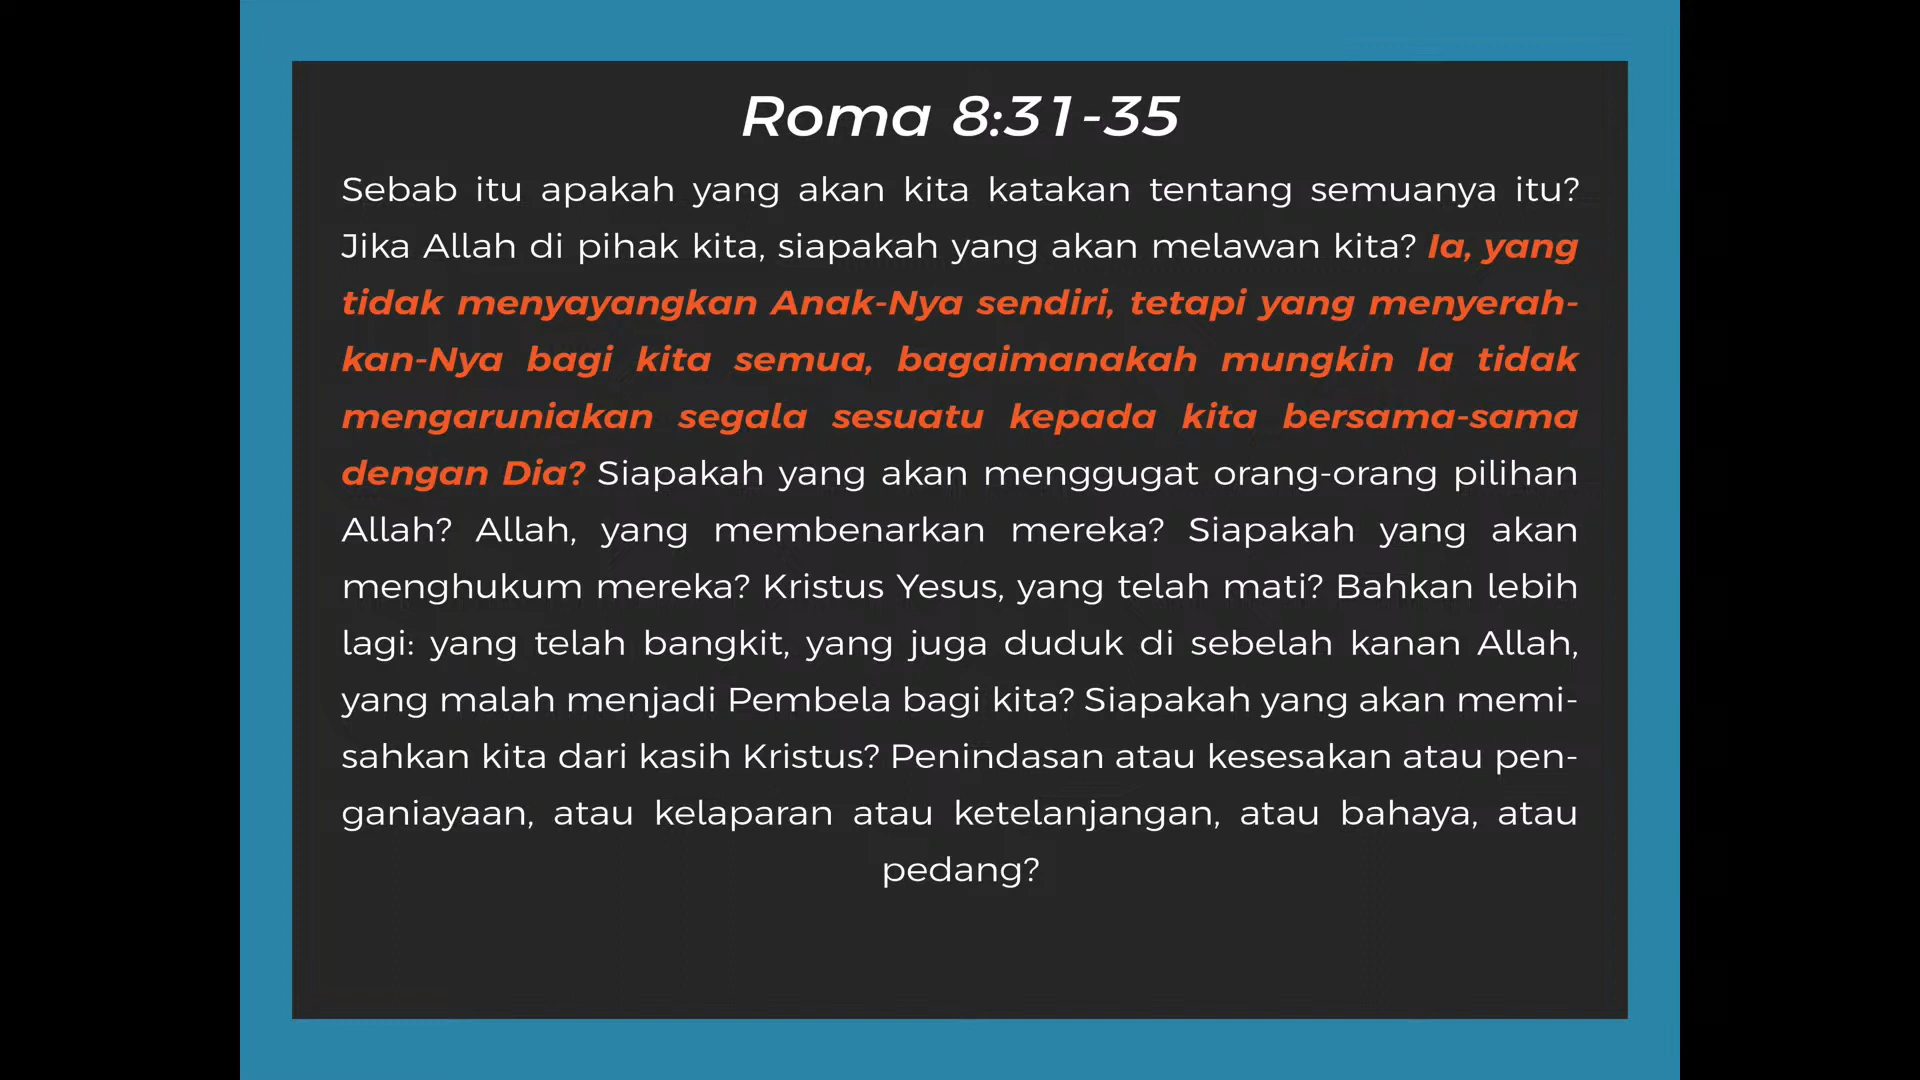 Roma 8:31-35
Sebab itu apakah yang akan kita katakan tentang semuanya itu?
Jika Allah di pihak kita, siapakah yang akan melawan kita? Ia, yang
tidak menyayangkan Anak-Nya sendiri, tetapi yang menyerah-
kan-Nya bagi kita semua, bagaimanakah mungkin Ia tidak
mengaruniakan segala sesuatu kepada kita bersama-sama
dengan Dia? Siapakah yang akan menggugat orang-orang pilihan
Allah? Allah, yang membenarkan mereka? Siapakah yang akan
menghukum mereka? Kristus Yesus, yang telah mati? Bahkan lebih
lagi: yang telah bangkit, yang juga duduk di sebelah kanan Allah,
yang malah menjadi Pembela bagi kita? Siapakah yang akan memi-
sahkan kita dari kasih Kristus? Penindasan atau kesesakan atau pen-
ganiayaan, atau kelaparan atau ketelanjangan, atau bahaya, atau
pedang?